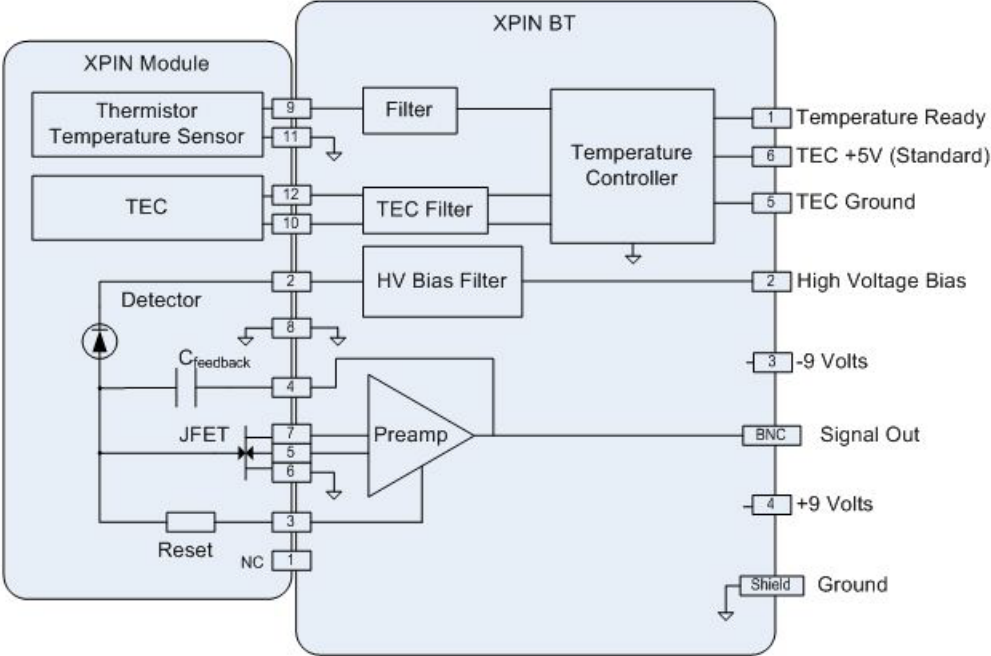 XPIN BT
XPIN Module
Thermistor
Temperature Sensor
9
11
Filter
Temperature
Controller
1
Temperature Ready
6
TEC +5V (Standard)
5
TEC Ground
TEC
12
10
TEC Filter
2
HV Bias Filter
2
High Voltage Bias
Detector
8
3
-9 Volts
Cfeedback
4
JFET
7
5
6
Preamp
BNC
Signal Out
4
+9 Volts
Reset
3
NC
1
Shield
Ground